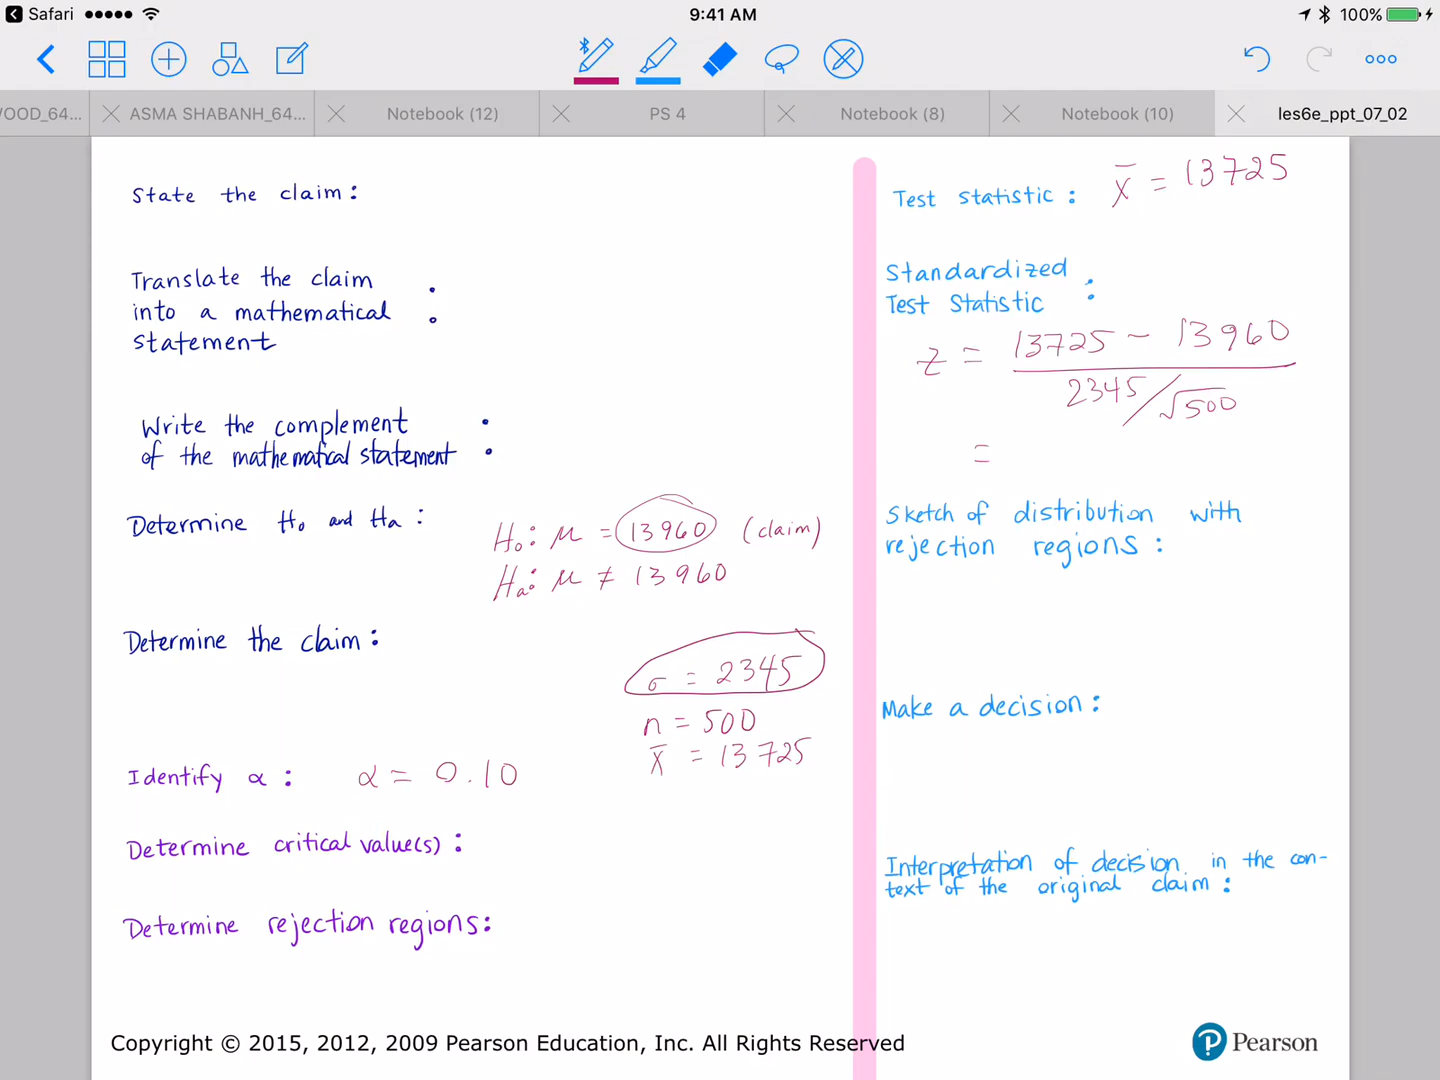 Safari
9:41 AM
100%
OOD_64...
ASMA SHABANH_64...
Notebook (12)
PS 4
Notebook (8)
Notebook (10)
les6e_ppt_07_02
State the claim:
Translate the claim
into a mathematical :
statement
Write the complement
of the mathematical statement :
Determine H₀ and Ha :
H₀: μ = 13960 (claim)
Ha: μ ≠ 13960
Determine the claim:
σ = 2345
n = 500
x̄ = 13725
Identify α : α = 0.10
Determine critical value(s) :
Determine rejection regions:
Test statistic : x̄ = 13725
Standardized
Test Statistic :
z = 13725 - 13960
2345/√500
=
Sketch of distribution with
rejection regions :
Make a decision :
Interpretation of decision in the con-
text of the original claim :
Copyright © 2015, 2012, 2009 Pearson Education, Inc. All Rights Reserved
P Pearson